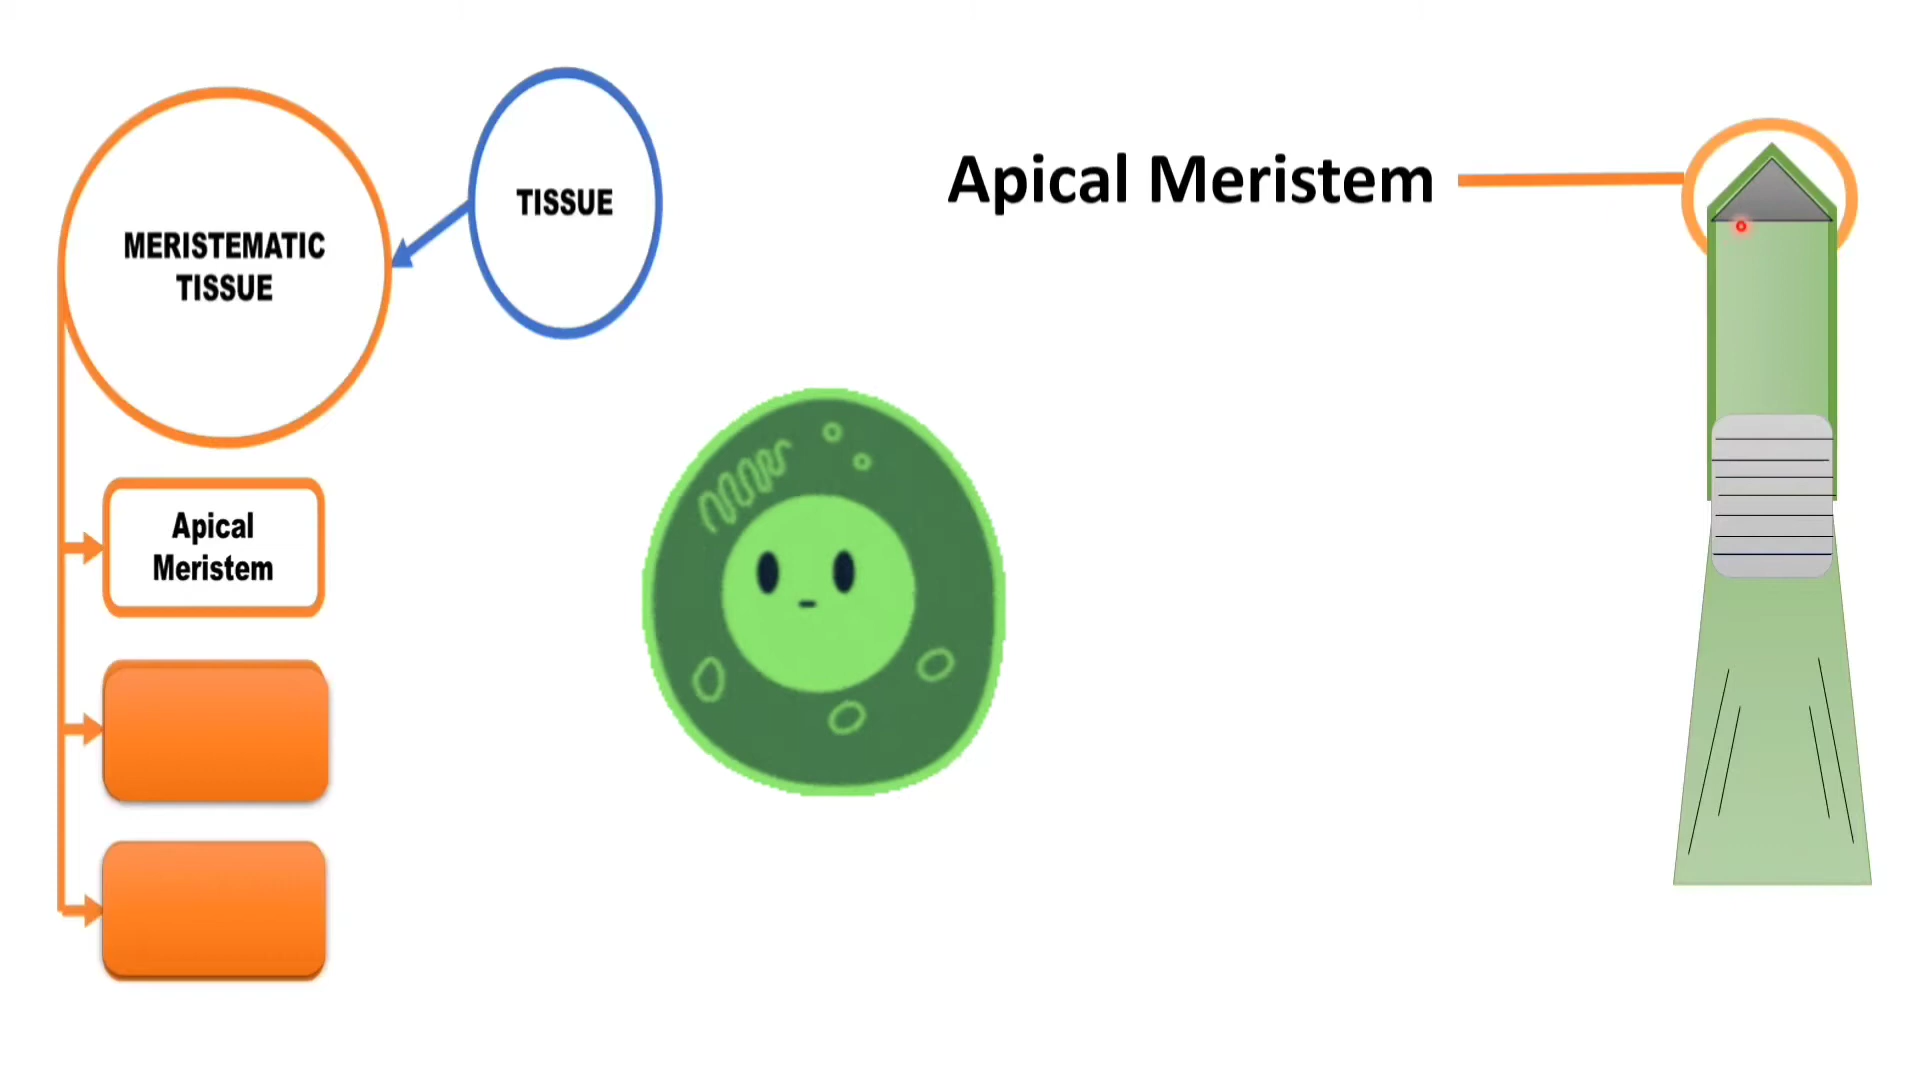 TISSUE
MERISTEMATIC
TISSUE
Apical
Meristem
Apical Meristem